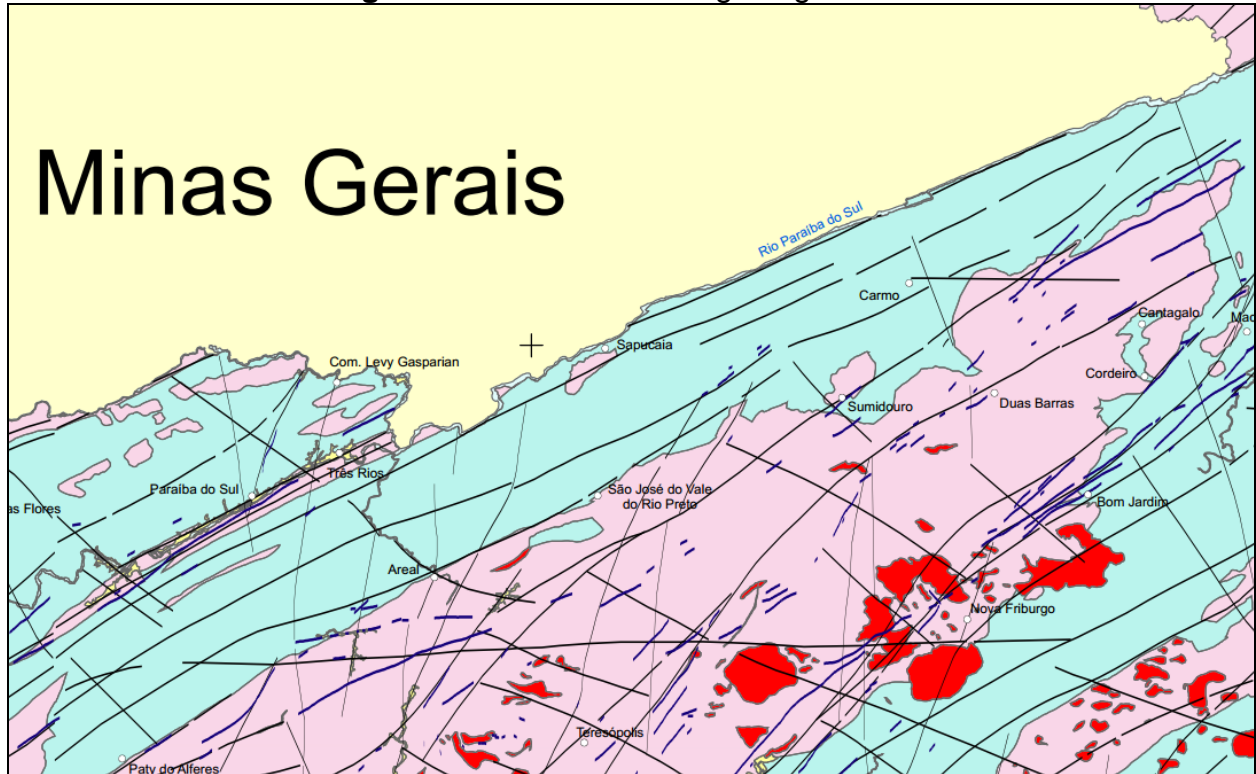 Minas Gerais
Rio Paraíba do Sul
Carmo
Cantagalo
Sapucaia
Com. Levy Gasparian
Cordeiro
Sumidouro
Duas Barras
Três Rios
Paraíba do Sul
São José do Vale
do Rio Preto
Bom Jardim
as Flores
Areal
Nova Friburgo
Teresópolis
Paty do Alferes